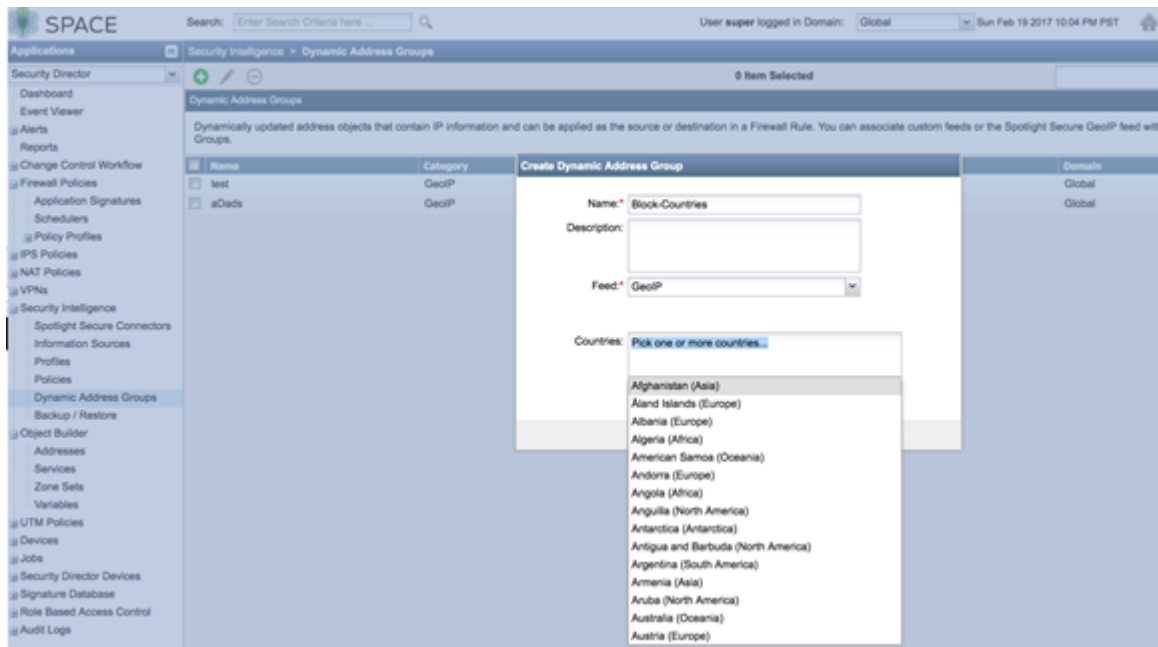 SPACE
Search: Enter Search Criteria here ...
User super logged in Domain: Global
Sun Feb 19 2017 10:04 PM PST
Applications
Security Intelligence > Dynamic Address Groups
Security Director
0 Item Selected
Dashboard
Event Viewer
Alerts
Reports
Change Control Workflow
Firewall Policies
Application Signatures
Schedulers
Policy Profiles
IPS Policies
NAT Policies
VPNs
Security Intelligence
Spotlight Secure Connectors
Information Sources
Profiles
Policies
Dynamic Address Groups
Backup / Restore
Object Builder
Addresses
Services
Zone Sets
Variables
UTM Policies
Devices
Jobs
Security Director Devices
Signature Database
Role Based Access Control
Audit Logs
Dynamic Address Groups
Dynamically updated address objects that contain IP information and can be applied as the source or destination in a Firewall Rule. You can associate custom feeds or the Spotlight Secure GeoIP feed with
Groups.
Name Category Domain
test GeoIP Global
aDads GeoIP Global
Create Dynamic Address Group
Name:* Block-Countries
Description:
Feed:* GeoIP
Countries: Pick one or more countries...
Afghanistan (Asia)
Åland Islands (Europe)
Albania (Europe)
Algeria (Africa)
American Samoa (Oceania)
Andorra (Europe)
Angola (Africa)
Anguilla (North America)
Antarctica (Antarctica)
Antigua and Barbuda (North America)
Argentina (South America)
Armenia (Asia)
Aruba (North America)
Australia (Oceania)
Austria (Europe)